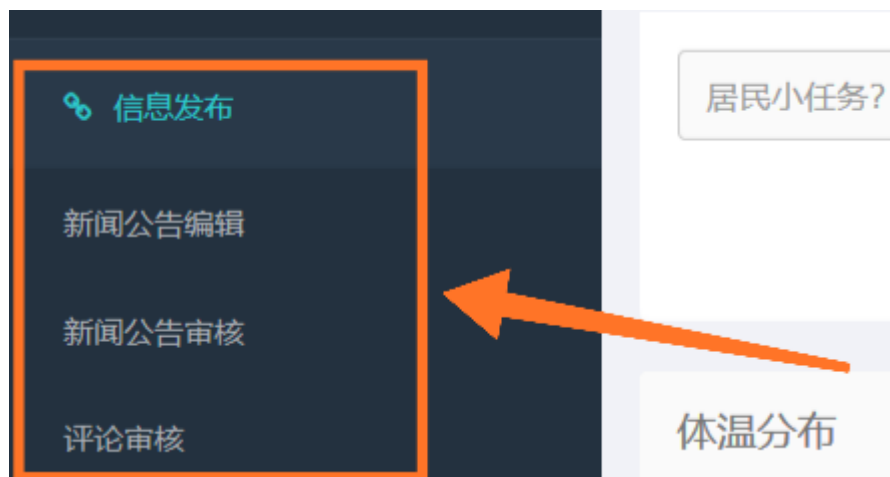 信息发布
新闻公告编辑
新闻公告审核
评论审核
居民小任务?
体温分布